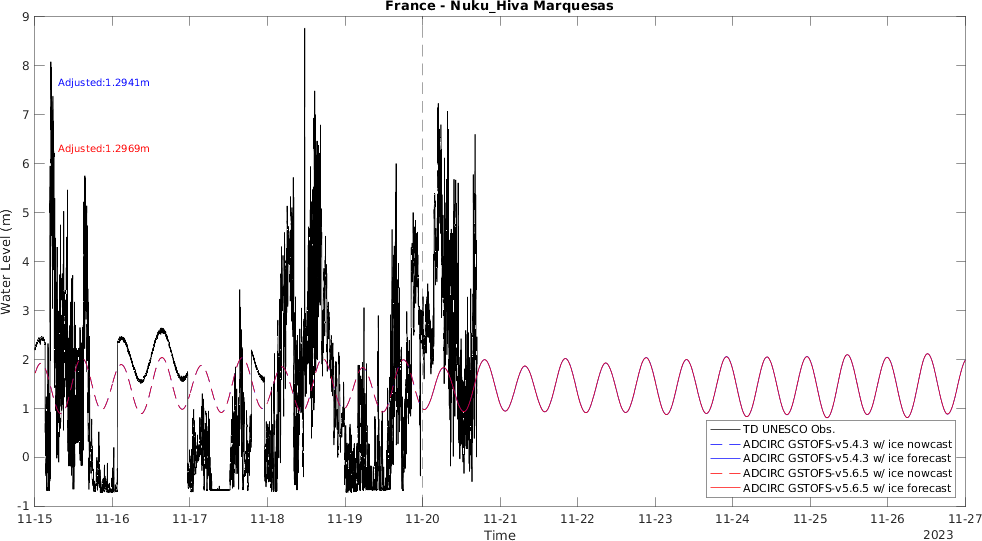 France - Nuku_Hiva Marquesas
9
8
7
6
5
4
3
2
1
0
-1
Water Level (m)
Adjusted:1.2941m
Adjusted:1.2969m
TD UNESCO Obs.
ADCIRC GSTOFS-v5.4.3 w/ ice nowcast
ADCIRC GSTOFS-v5.4.3 w/ ice forecast
ADCIRC GSTOFS-v5.6.5 w/ ice nowcast
ADCIRC GSTOFS-v5.6.5 w/ ice forecast
11-15 11-16 11-17 11-18 11-19 11-20 11-21 11-22 11-23 11-24 11-25 11-26 11-27
Time
2023